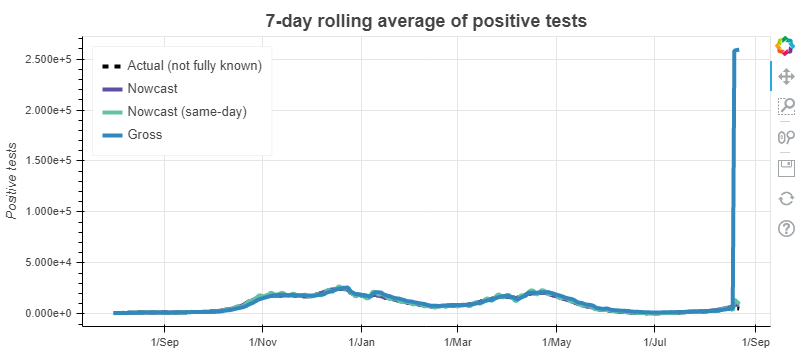 7-day rolling average of positive tests
Actual (not fully known)
Nowcast
Nowcast (same-day)
Gross
Positive tests
2.500e+5
2.000e+5
1.500e+5
1.000e+5
5.000e+4
0.000e+0
1/Sep 1/Nov 1/Jan 1/Mar 1/May 1/Jul 1/Sep